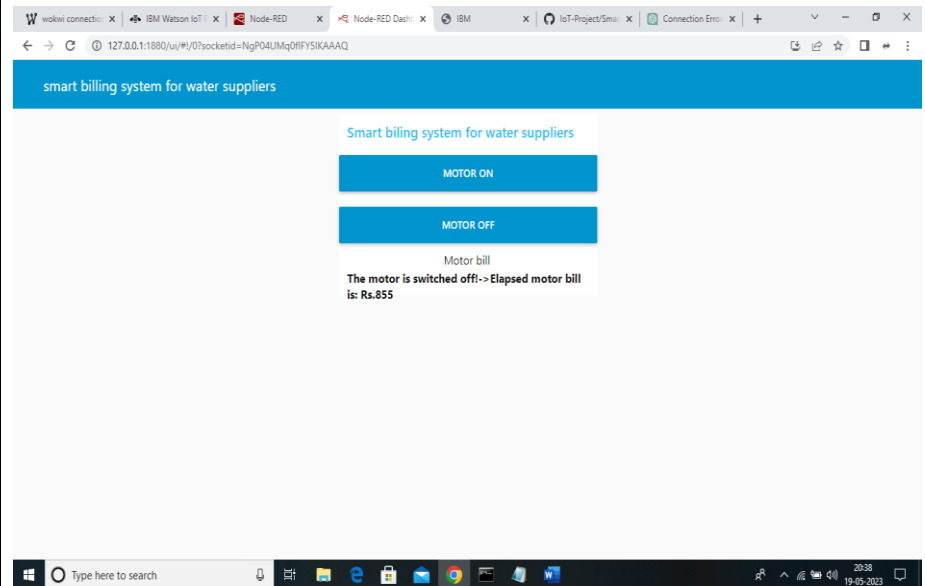 wokwi connectio
IBM Watson IoT P
Node-RED
Node-RED Dashb
IBM
IoT-Project/Smar
Connection Error
127.0.0.1:1880/ui/#!/0?socketid=NgP04UMq0flFY5IKAAAQ
smart billing system for water suppliers
Smart biling system for water suppliers
MOTOR ON
MOTOR OFF
Motor bill
The motor is switched off!->Elapsed motor bill
is: Rs.855
Type here to search
20:38
19-05-2023